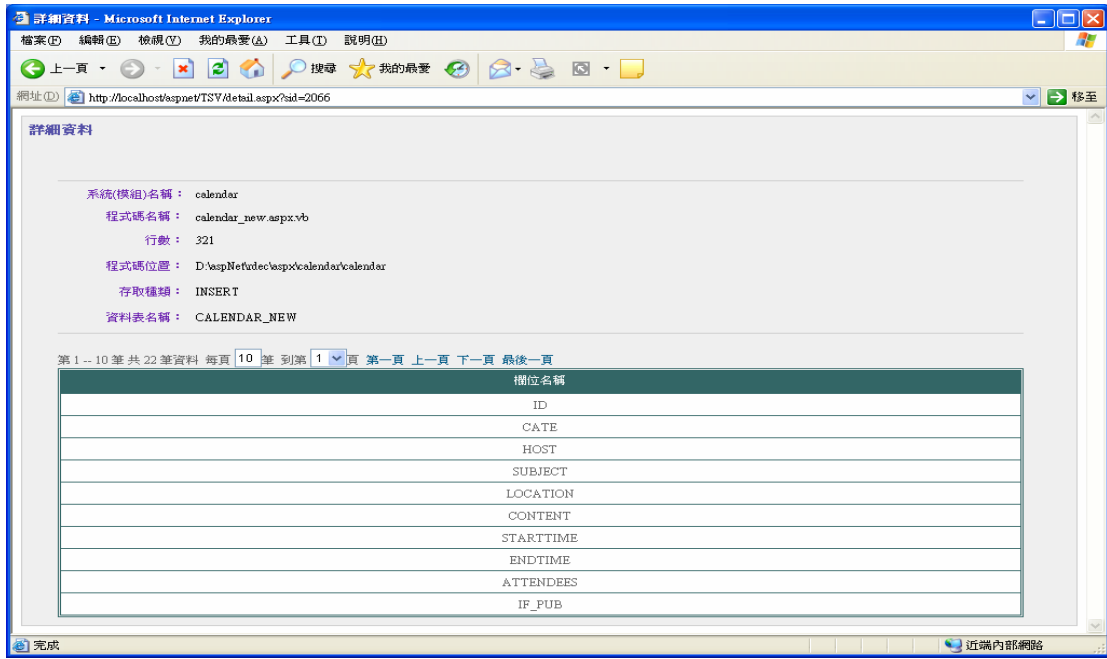 詳細資料 - Microsoft Internet Explorer
檔案(F) 編輯(E) 檢視(V) 我的最愛(A) 工具(T) 說明(H)
上一頁 搜尋 我的最愛
網址(D) http://localhost/aspnet/TSV/detail.aspx?sid=2066 移至
詳細資料
系統(模組)名稱： calendar
程式碼名稱： calendar_new.aspx.vb
行數： 321
程式碼位置： D:\aspNet\rdec\aspx\calendar\calendar
存取種類： INSERT
資料表名稱： CALENDAR_NEW
第 1 -- 10 筆 共 22 筆資料 每頁 10 筆 到第 1 頁 第一頁 上一頁 下一頁 最後一頁
欄位名稱
ID
CATE
HOST
SUBJECT
LOCATION
CONTENT
STARTTIME
ENDTIME
ATTENDEES
IF_PUB
完成 近端內部網路